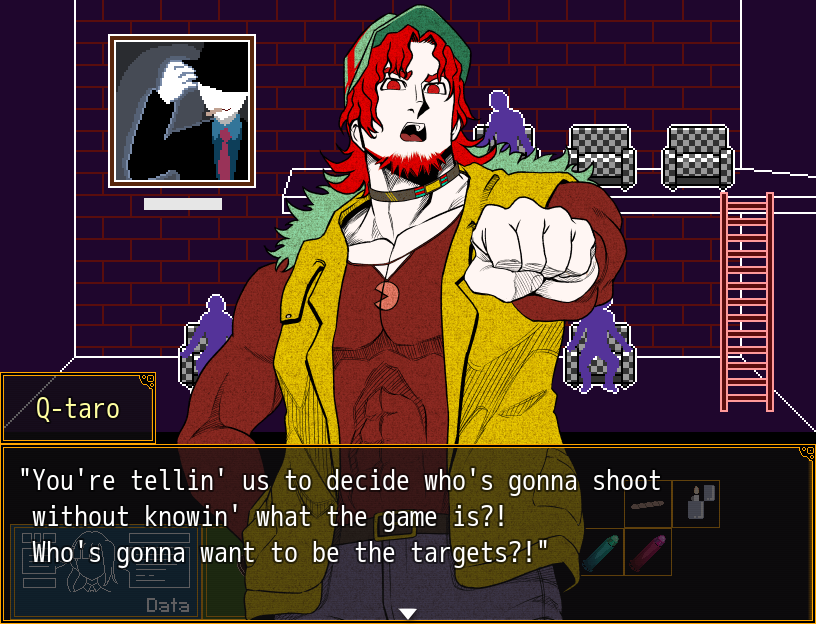 Q-taro
"You're tellin' us to decide who's gonna shoot
without knowin' what the game is?!
Who's gonna want to be the targets?!"
Data